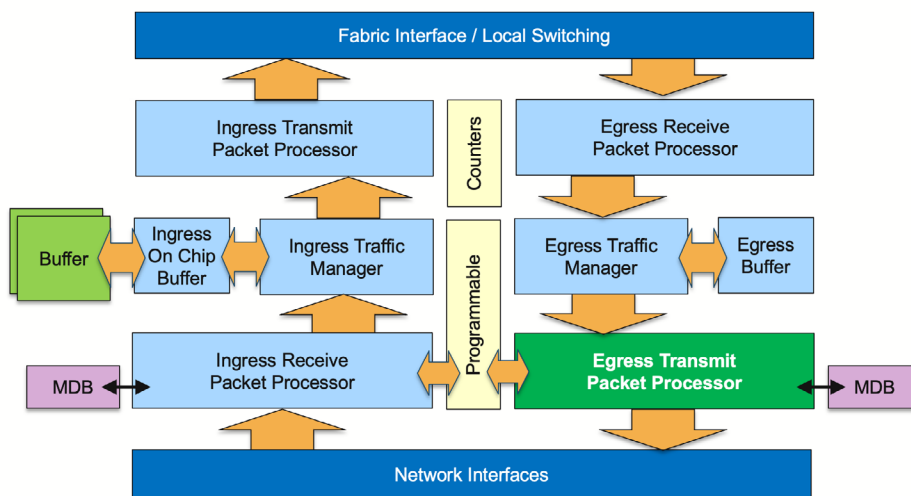 Fabric Interface / Local Switching
Ingress Transmit
Packet Processor
Counters
Egress Receive
Packet Processor
Buffer
Ingress
On Chip
Buffer
Ingress Traffic
Manager
Programmable
Egress Traffic
Manager
Egress
Buffer
MDB
Ingress Receive
Packet Processor
Egress Transmit
Packet Processor
MDB
Network Interfaces